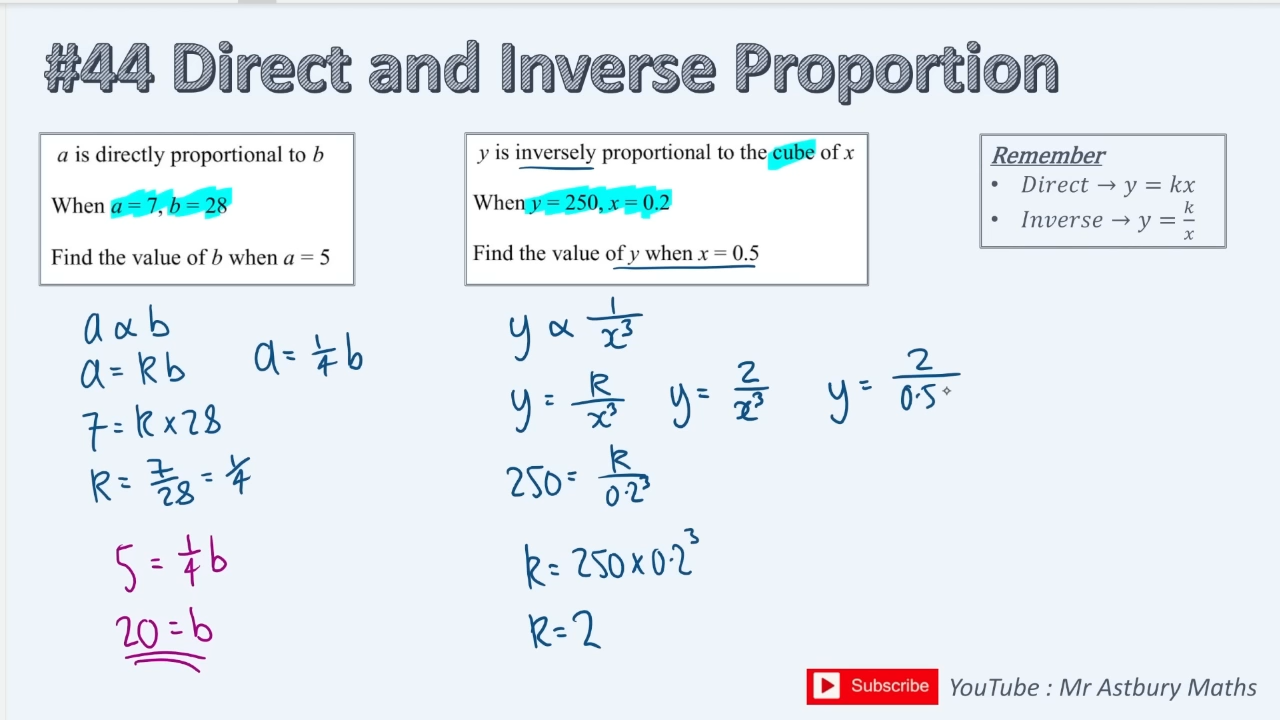 #44 Direct and Inverse Proportion
a is directly proportional to b
When a = 7, b = 28
Find the value of b when a = 5
a ∝ b
a = kb
a = 1/4 b
7 = k × 28
k = 7/28 = 1/4
5 = 1/4 b
20 = b
y is inversely proportional to the cube of x
When y = 250, x = 0.2
Find the value of y when x = 0.5
y ∝ 1/x³
y = k/x³
y = 2/x³
y = 2/0.5
250 = k/0.2³
k = 250 × 0.2³
k = 2
Remember
• Direct → y = kx
• Inverse → y = k/x
Subscribe
YouTube : Mr Astbury Maths